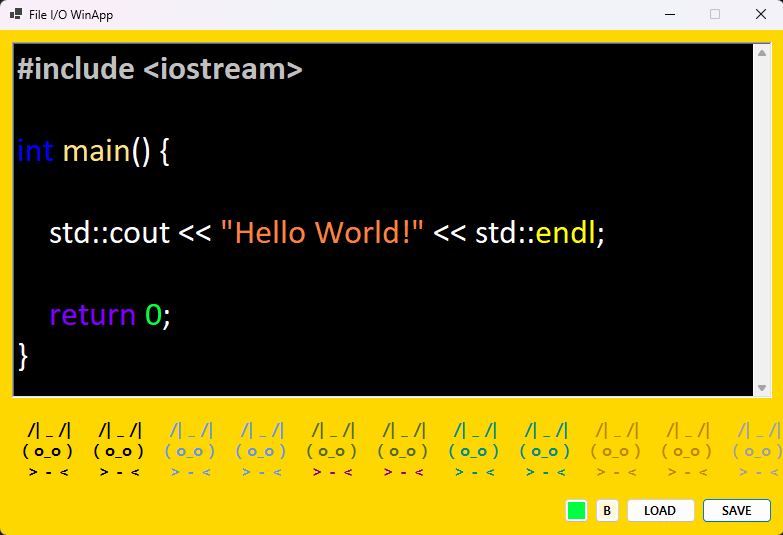 File I/O WinApp
#include <iostream>
int main() {
std::cout << "Hello World!" << std::endl;
return 0;
}
/| _ /| /| _ /| /| _ /| /| _ /| /| _ /| /| _ /| /| _ /| /| _ /| /| _ /| /| _ /| /| _ /|
( o_o ) ( o_o ) ( o_o ) ( o_o ) ( o_o ) ( o_o ) ( o_o ) ( o_o ) ( o_o ) ( o_o ) ( o_o )
> - < > - < > - < > - < > - < > - < > - < > - < > - < > - < > - <
B LOAD SAVE